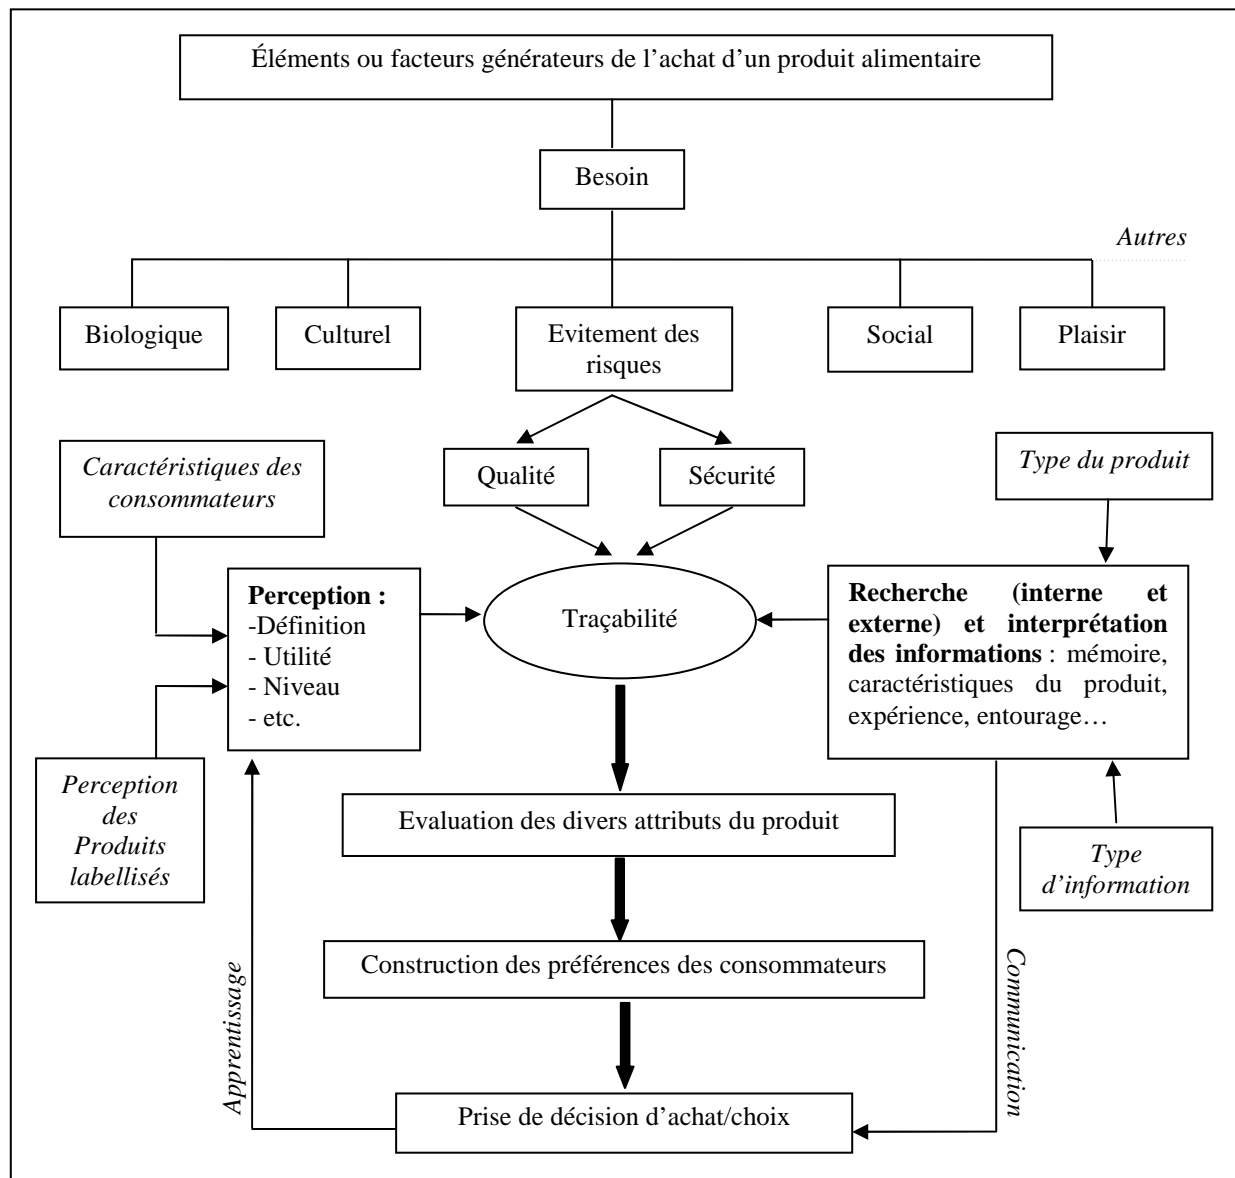 Éléments ou facteurs générateurs de l’achat d’un produit alimentaire
Besoin
Autres
Biologique
Culturel
Evitement des
risques
Social
Plaisir
Caractéristiques des
consommateurs
Qualité
Sécurité
Type du produit
Perception :
-Définition
- Utilité
- Niveau
- etc.
Traçabilité
Recherche (interne et
externe) et interprétation
des informations : mémoire,
caractéristiques du produit,
expérience, entourage…
Perception
des
Produits
labellisés
Evaluation des divers attributs du produit
Type
d’information
Construction des préférences des consommateurs
Apprentissage
Communication
Prise de décision d’achat/choix